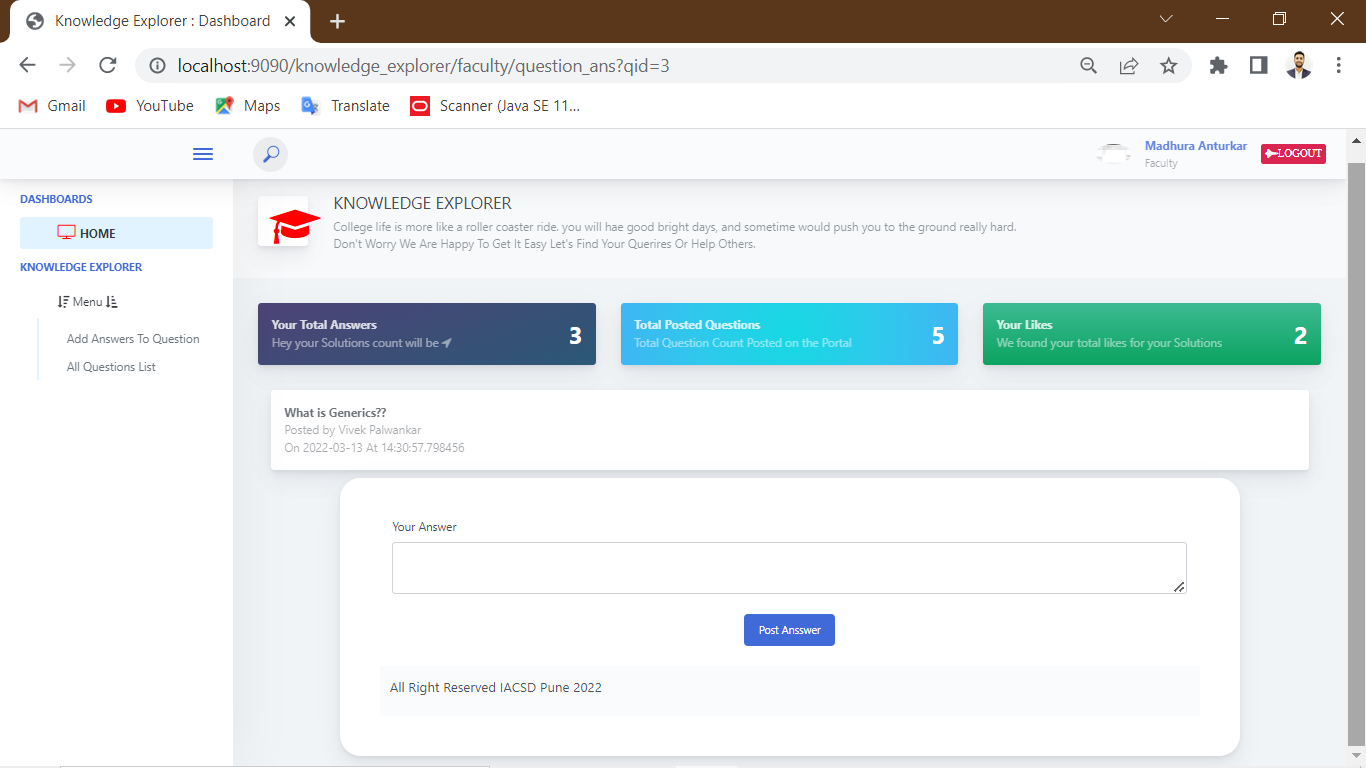 Knowledge Explorer : Dashboard
localhost:9090/knowledge_explorer/faculty/question_ans?qid=3
Gmail
YouTube
Maps
Translate
Scanner (Java SE 11...
Madhura Anturkar
Faculty
LOGOUT
DASHBOARDS
HOME
KNOWLEDGE EXPLORER
Menu
Add Answers To Question
All Questions List
KNOWLEDGE EXPLORER
College life is more like a roller coaster ride. you will hae good bright days, and sometime would push you to the ground really hard.
Don't Worry We Are Happy To Get It Easy Let's Find Your Querires Or Help Others.
Your Total Answers
Hey your Solutions count will be
3
Total Posted Questions
Total Question Count Posted on the Portal
5
Your Likes
We found your total likes for your Solutions
2
What is Generics??
Posted by Vivek Palwankar
On 2022-03-13 At 14:30:57.798456
Your Answer
Post Ansswer
All Right Reserved IACSD Pune 2022